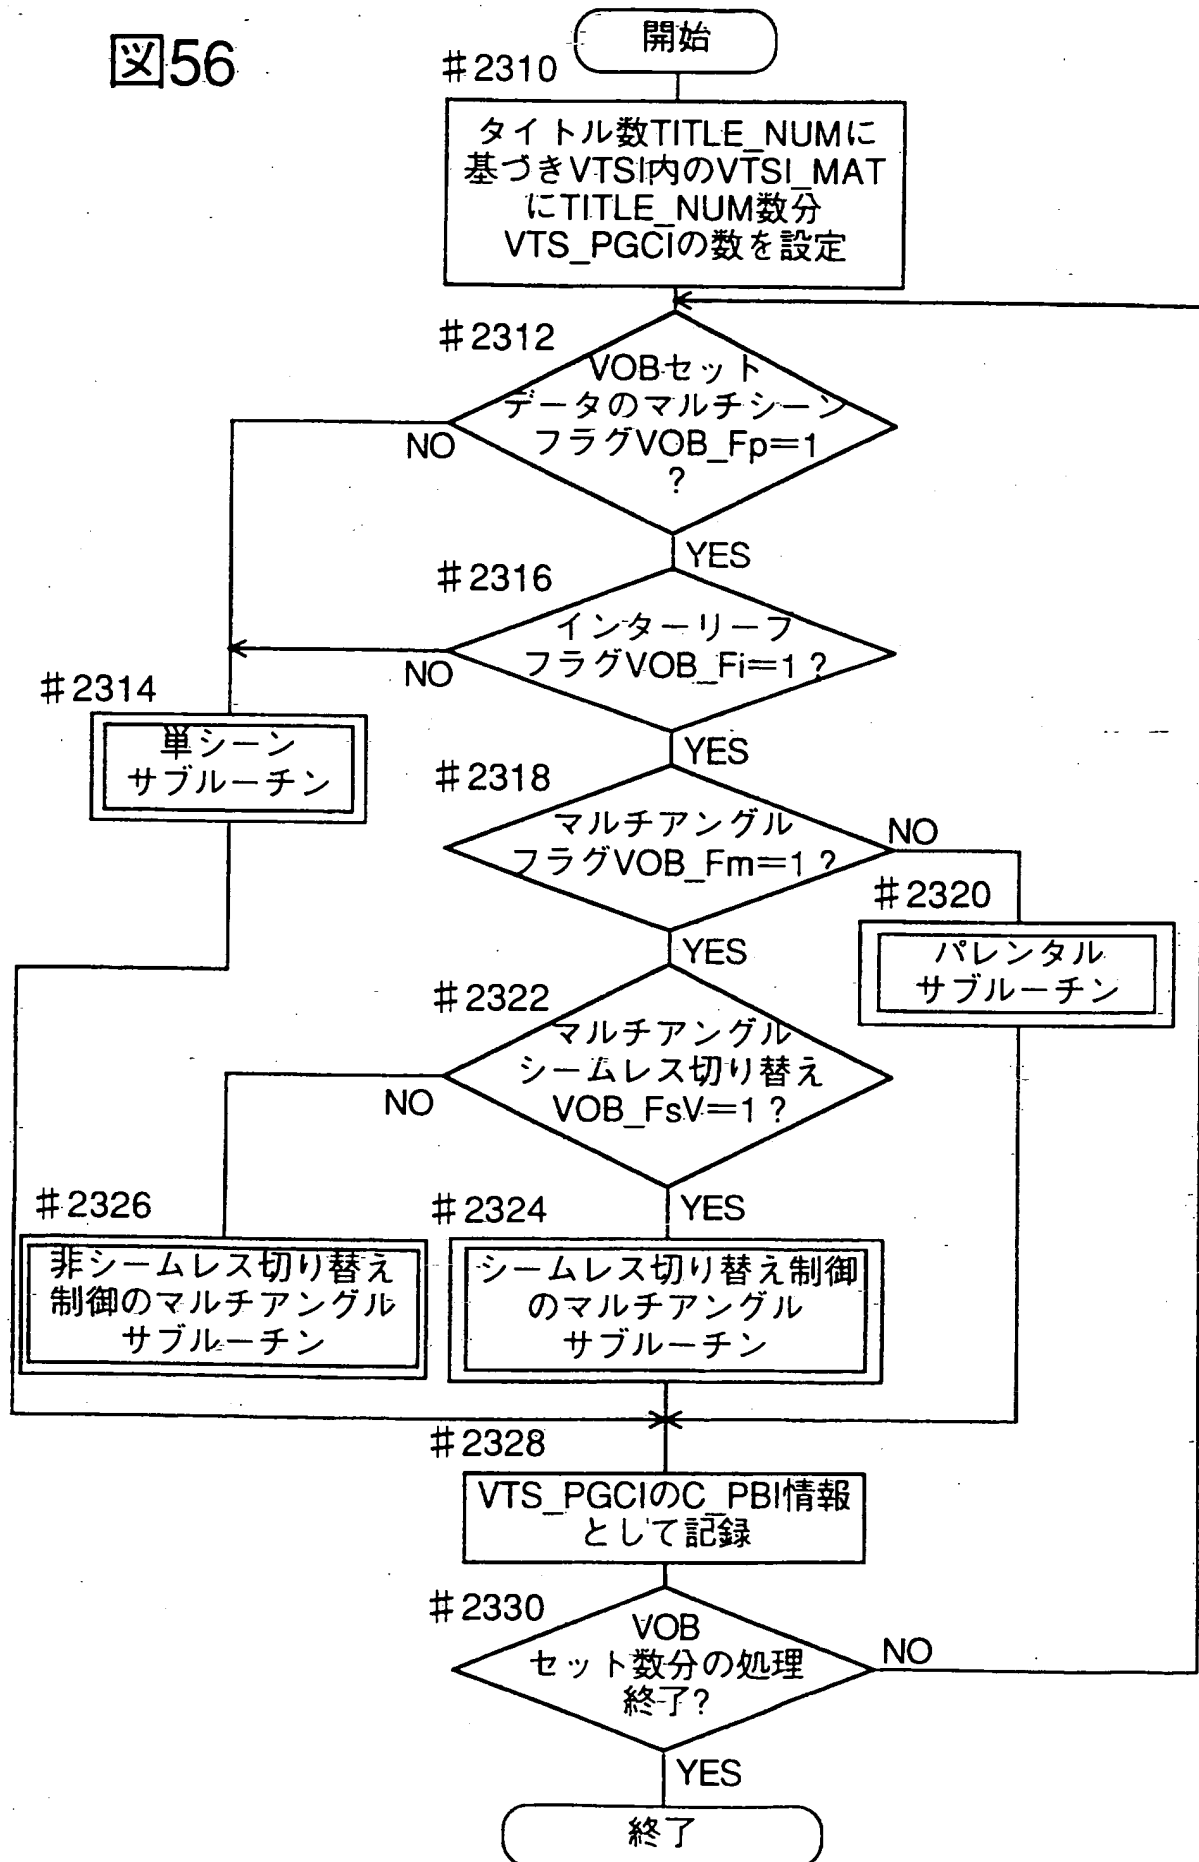 図56
開始
#2310
タイトル数TITLE_NUMに
基づきVTSI内のVTSI_MAT
にTITLE_NUM数分
VTS_PGCIの数を設定
#2312
VOBセット
データのマルチシーン
フラグVOB_Fp=1
?
NO
YES
#2316
インターリーフ
フラグVOB_Fi=1?
NO
YES
#2314
単シーン
サブルーチン
#2318
マルチアングル
フラグVOB_Fm=1?
NO
YES
#2320
パレンタル
サブルーチン
#2322
マルチアングル
シームレス切り替え
VOB_FsV=1?
NO
YES
#2326
非シームレス切り替え
制御のマルチアングル
サブルーチン
#2324
シームレス切り替え制御
のマルチアングル
サブルーチン
#2328
VTS_PGCIのC_PBI情報
として記録
#2330
VOB
セット数分の処理
終了?
NO
YES
終了